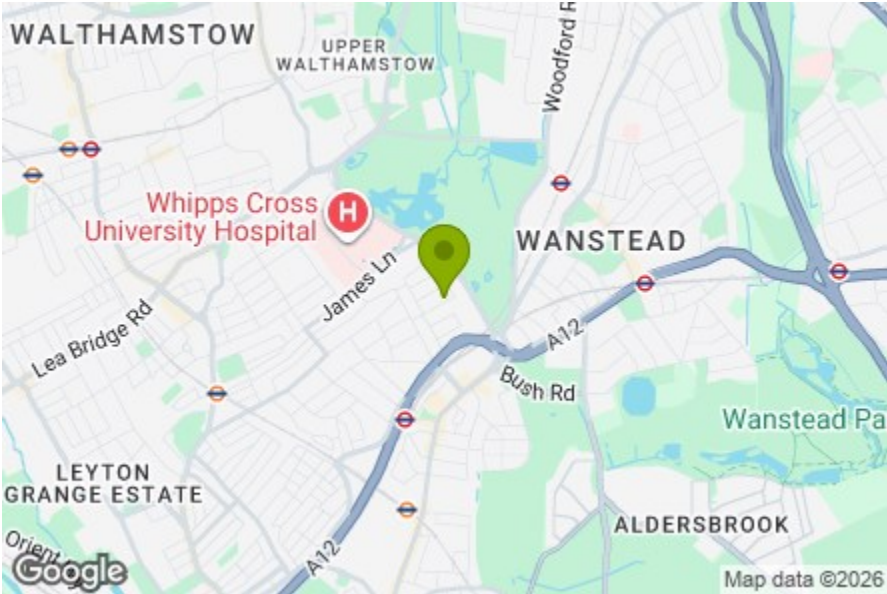 WALTHAMSTOW
UPPER
WALTHAMSTOW
Woodford R
Whipps Cross
University Hospital
H
WANSTEAD
James Ln
Lea Bridge Rd
A12
Bush Rd
Wanstead Pa
LEYTON
GRANGE ESTATE
ALDERSBROOK
A12
Orient
Google
Map data ©2026